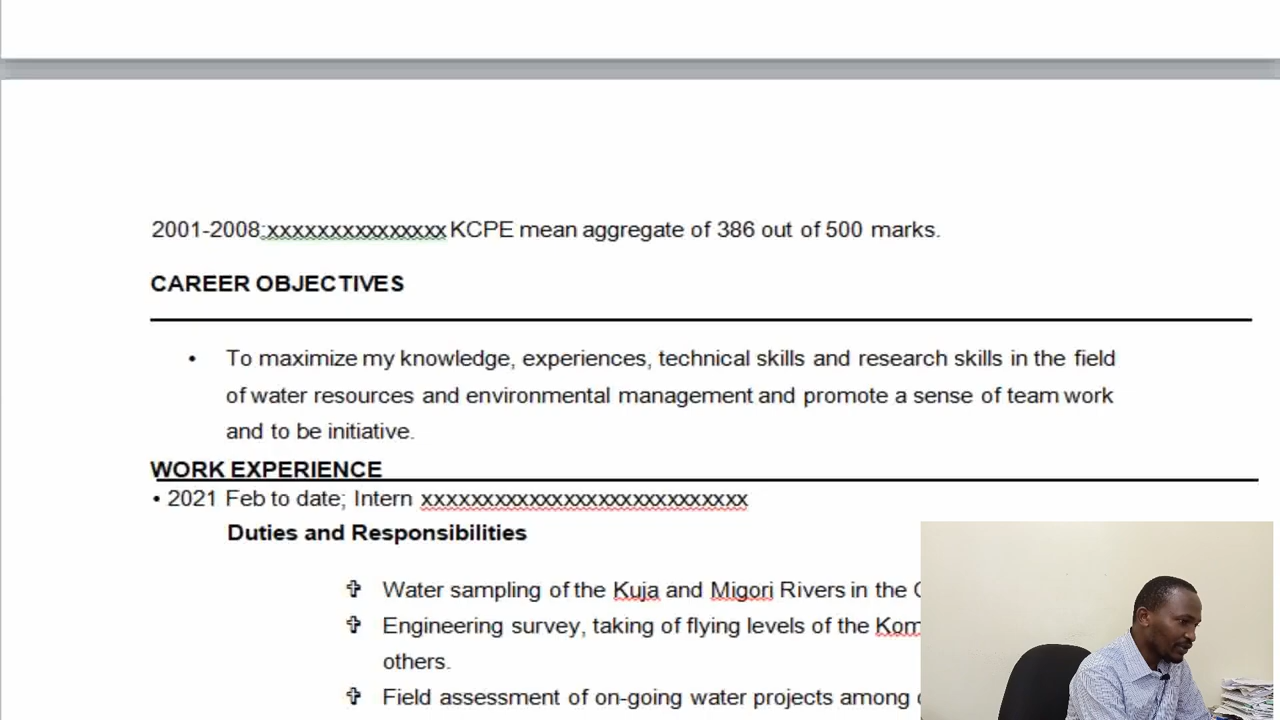 2001-2008:xxxxxxxxxxxxxxx KCPE mean aggregate of 386 out of 500 marks.
CAREER OBJECTIVES
• To maximize my knowledge, experiences, technical skills and research skills in the field
of water resources and environmental management and promote a sense of team work
and to be initiative.
WORK EXPERIENCE
• 2021 Feb to date; Intern xxxxxxxxxxxxxxxxxxxxxxxxxxx
Duties and Responsibilities
✞ Water sampling of the Kuja and Migori Rivers in the
✞ Engineering survey, taking of flying levels of the
others.
✞ Field assessment of on-going water projects among